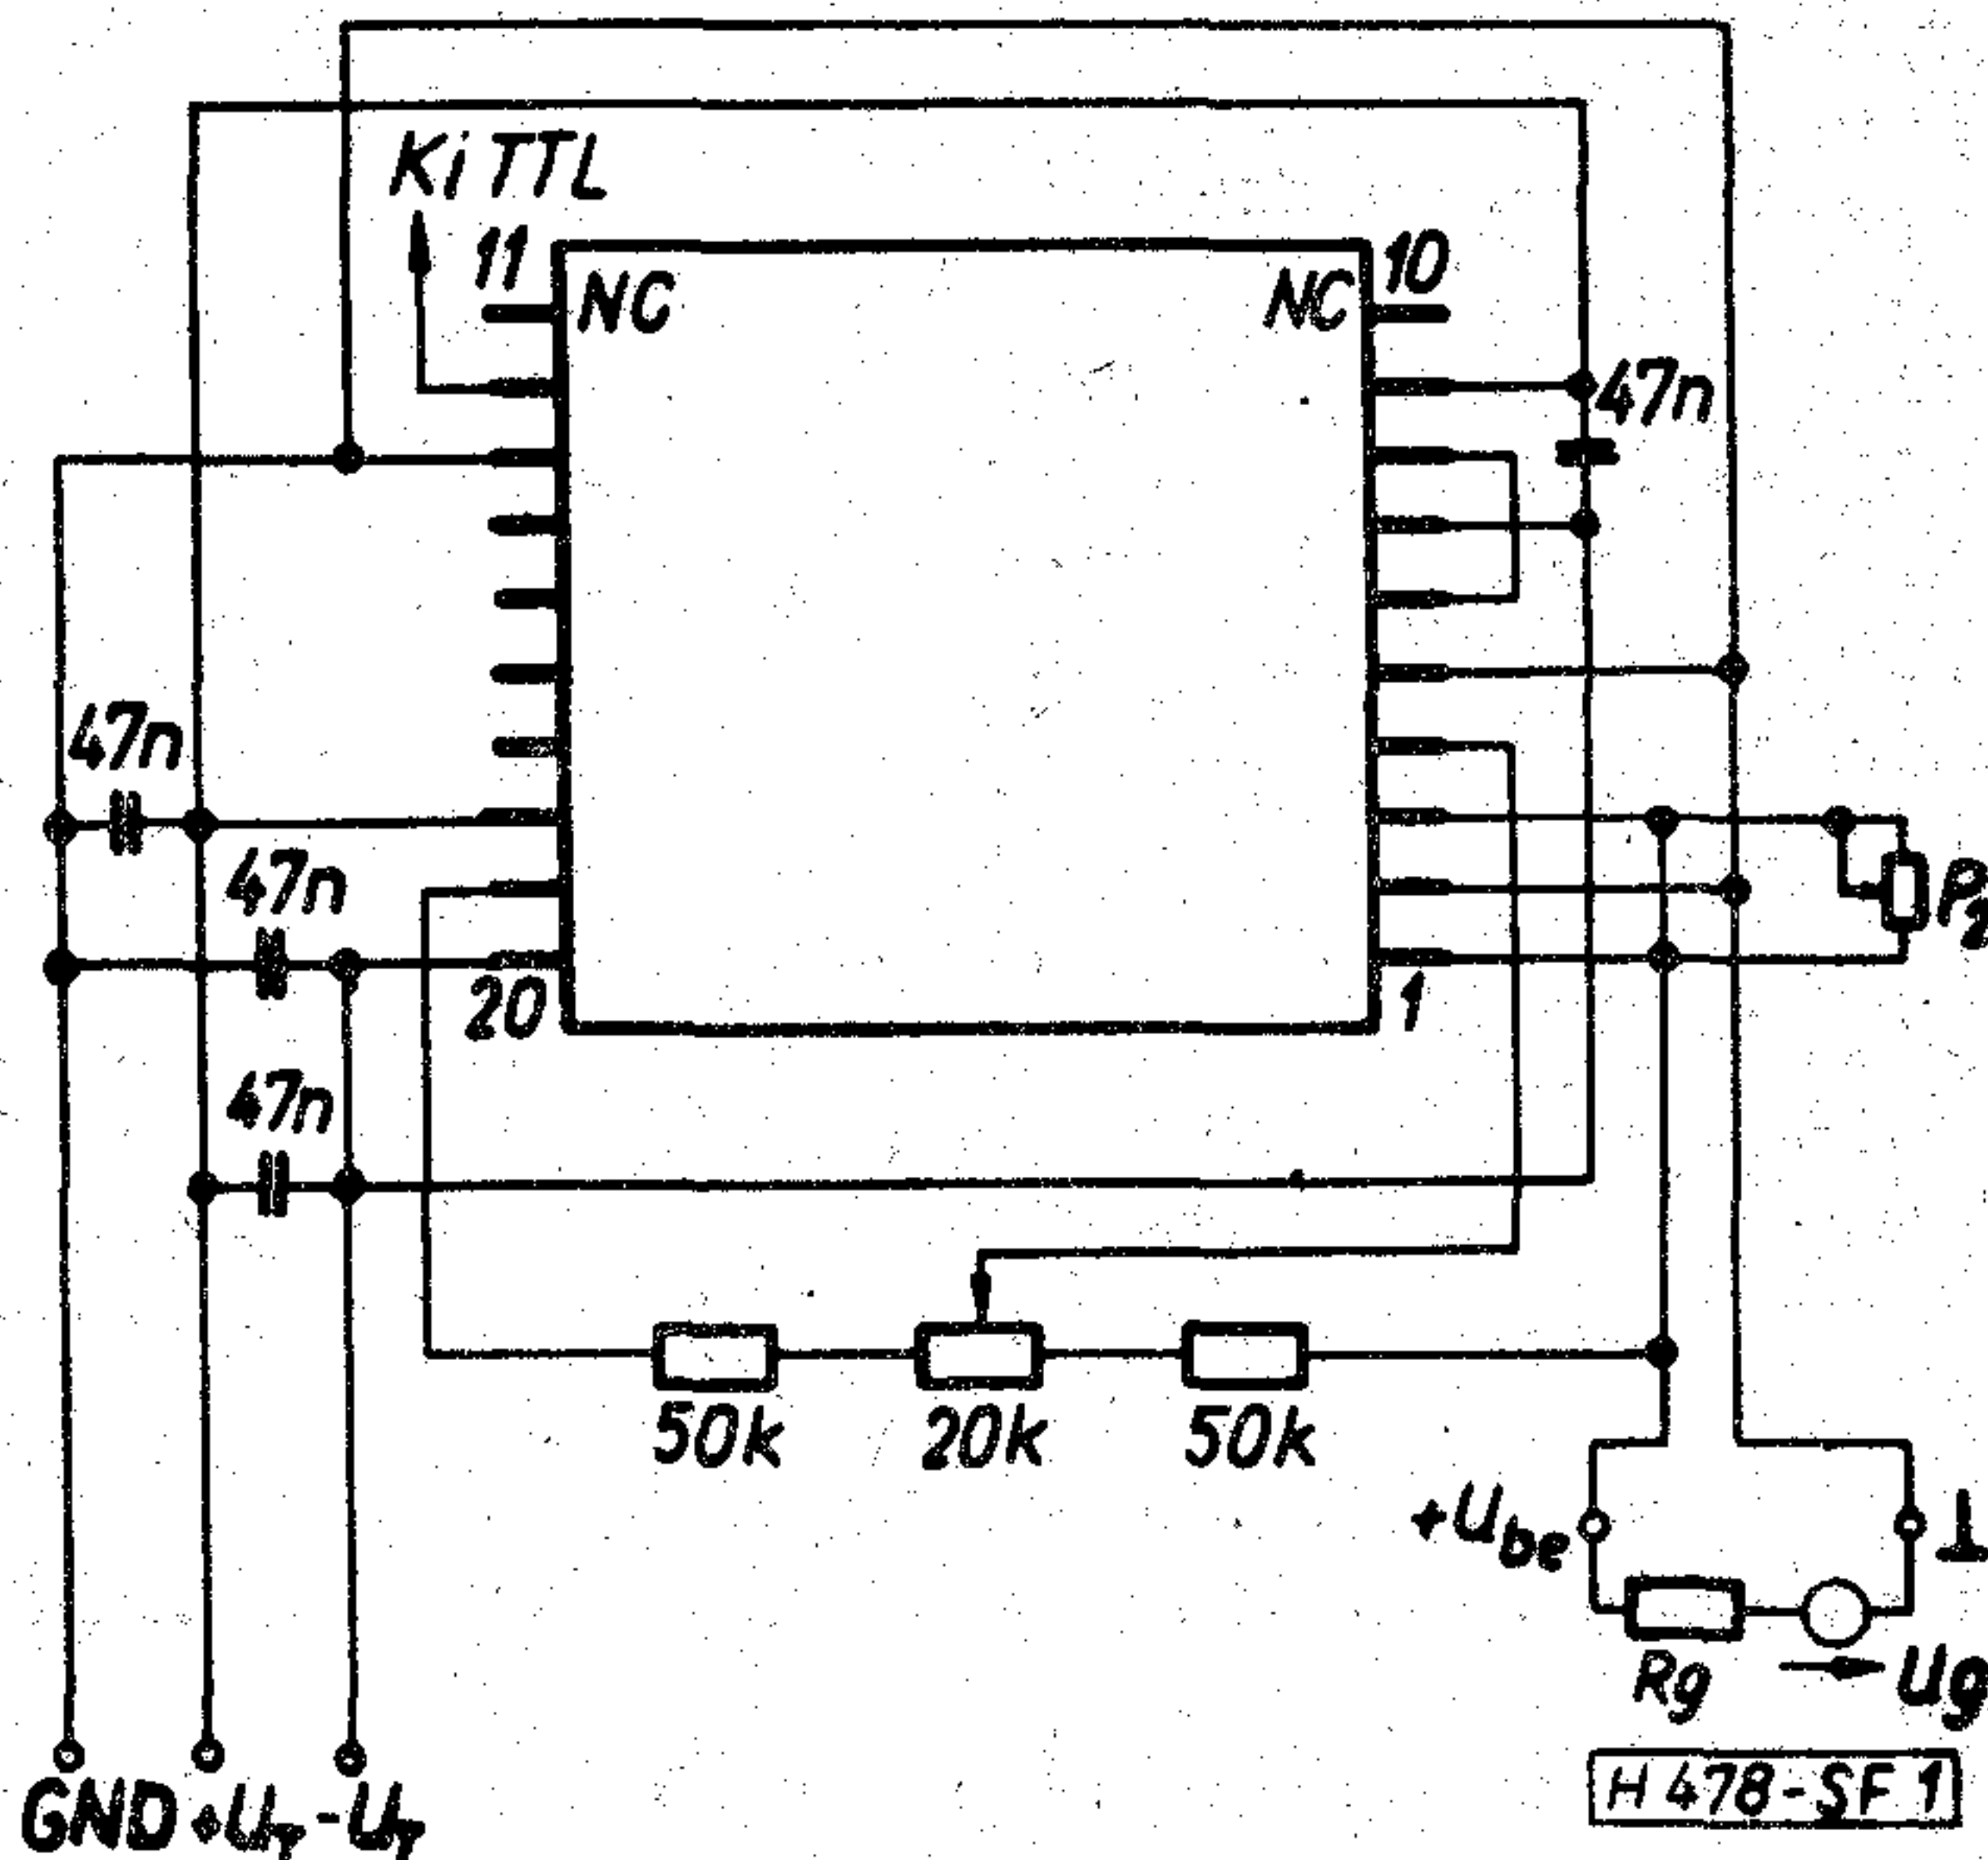 Ki TTL
11
10
NC
NC
47n
47n
47n
P2
20
1
47n
50k
20k
50k
+Ube
⊥
Rg
Ug
GND
+UT
-UT
H 478-SF 1